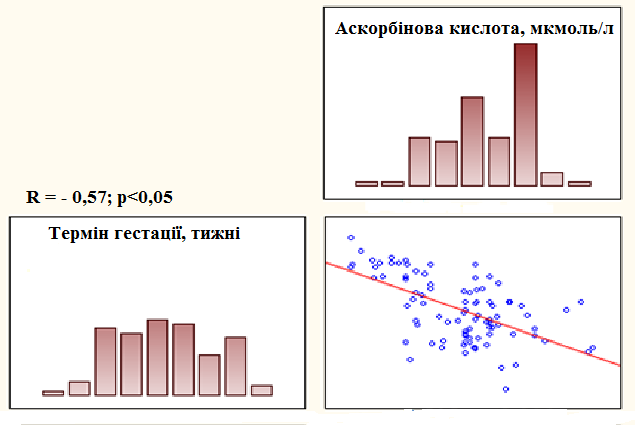 Аскорбінова кислота, мкмоль/л
R = - 0,57; p<0,05
Термін гестації, тижні